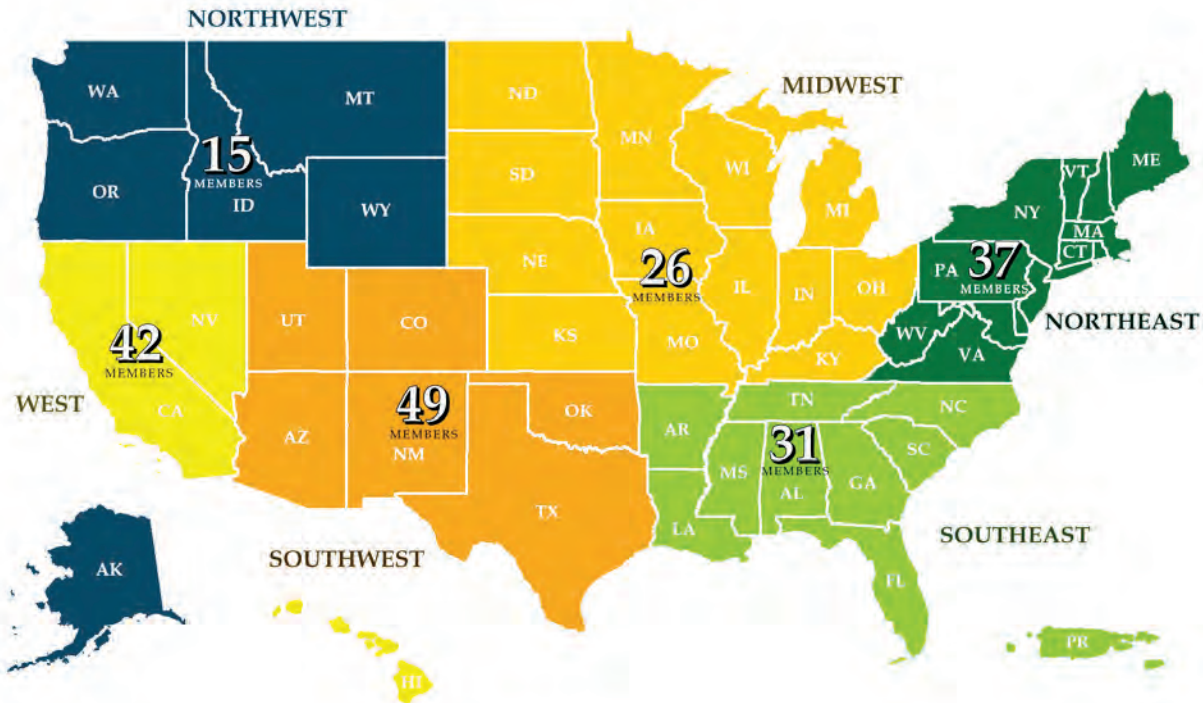 NORTHWEST
MIDWEST
WA
MT
ND
MN
ME
15
MEMBERS
OR
ID
WY
SD
WI
MI
VT
NY
MA
CT
IA
NE
26
MEMBERS
IL
IN
OH
PA
37
MEMBERS
NORTHEAST
NV
UT
CO
KS
MO
KY
WV
VA
42
MEMBERS
WEST
CA
AZ
49
MEMBERS
NM
OK
AR
TN
NC
31
MEMBERS
SC
MS
AL
GA
TX
LA
SOUTHEAST
SOUTHWEST
AK
FL
HI
PR